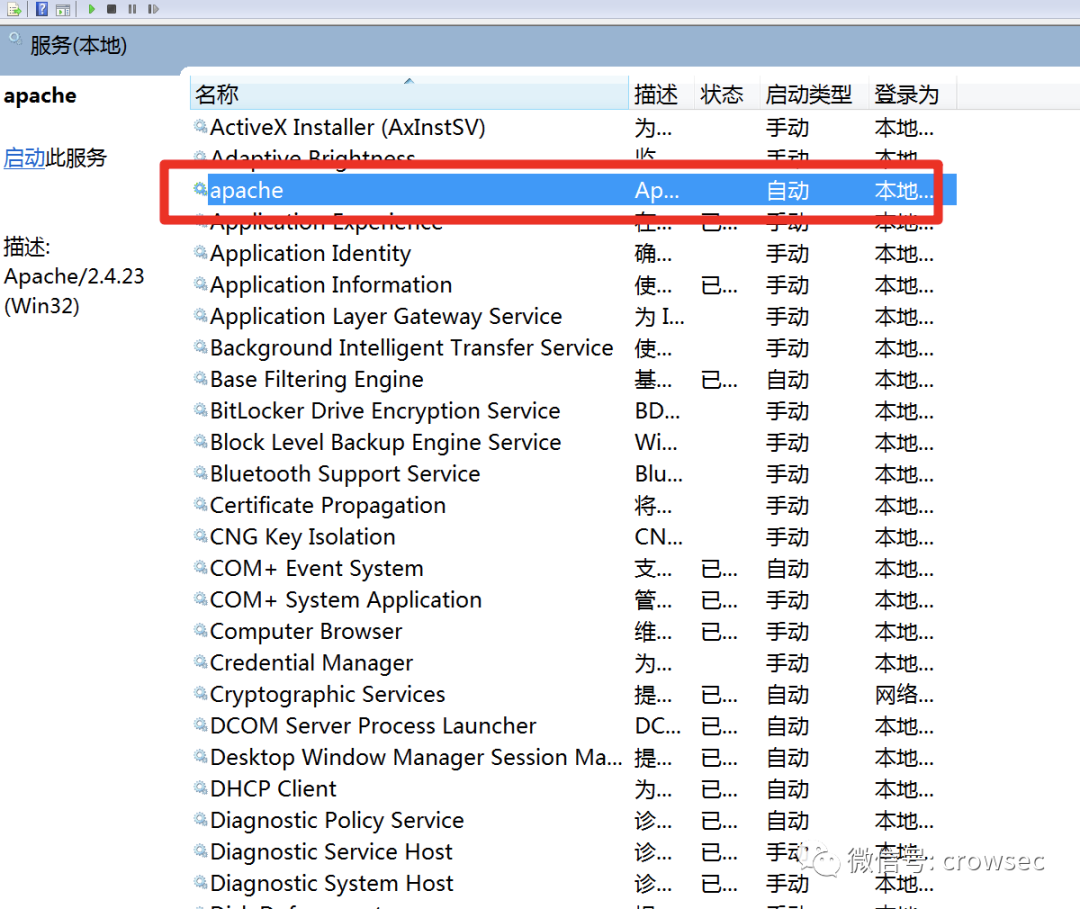 服务(本地)
apache
启动此服务
描述:
Apache/2.4.23
(Win32)
名称 描述 状态 启动类型 登录为
ActiveX Installer (AxInstSV) 为... 手动 本地...
Adaptive Brightness 监... 手动 本地...
apache Ap... 自动 本地...
Application Experience 在... 已... 手动 本地...
Application Identity 确... 手动 本地...
Application Information 使... 已... 手动 本地...
Application Layer Gateway Service 为 I... 手动 本地...
Background Intelligent Transfer Service 使... 手动 本地...
Base Filtering Engine 基... 已... 自动 本地...
BitLocker Drive Encryption Service BD... 手动 本地...
Block Level Backup Engine Service Wi... 手动 本地...
Bluetooth Support Service Blu... 手动 本地...
Certificate Propagation 将... 手动 本地...
CNG Key Isolation CN... 手动 本地...
COM+ Event System 支... 已... 自动 本地...
COM+ System Application 管... 已... 手动 本地...
Computer Browser 维... 已... 手动 本地...
Credential Manager 为... 手动 本地...
Cryptographic Services 提... 已... 自动 网络...
DCOM Server Process Launcher DC... 已... 自动 本地...
Desktop Window Manager Session Ma... 提... 已... 自动 本地...
DHCP Client 为... 已... 自动 本地...
Diagnostic Policy Service 诊... 已... 自动 本地...
Diagnostic Service Host 诊... 已... 手动 本地...
Diagnostic System Host 诊... 已... 手动 本地...
微信号: crowsec